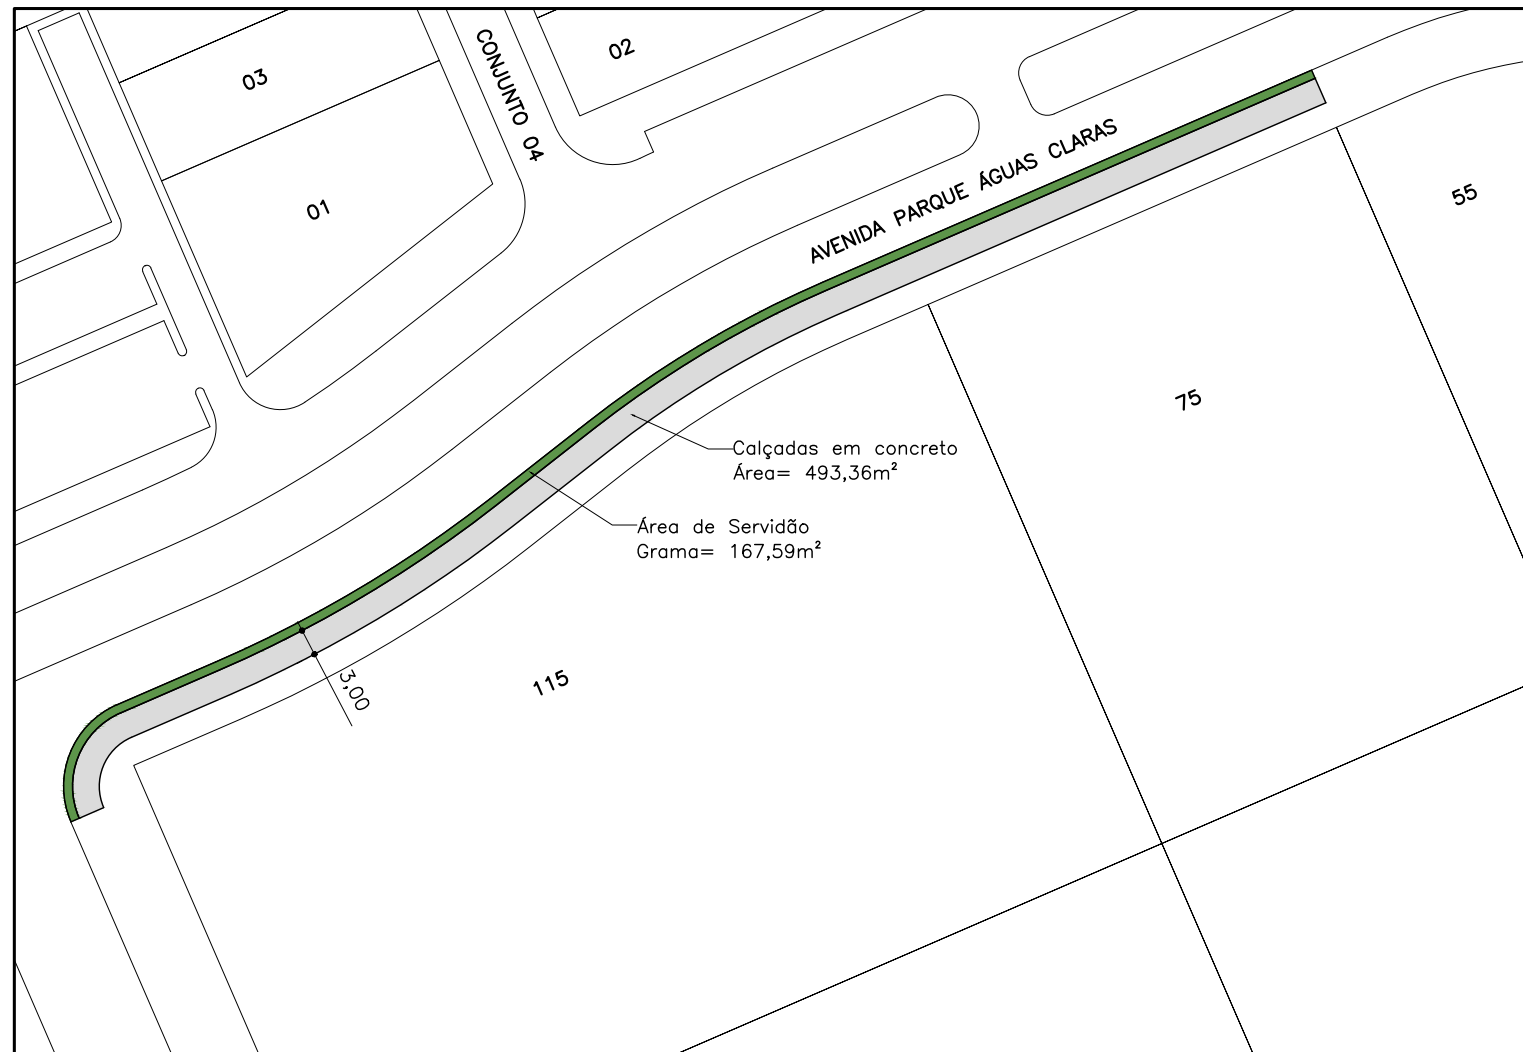 CONJUNTO 04
02
03
01
AVENIDA PARQUE ÁGUAS CLARAS
55
75
Calçadas em concreto
Área= 493,36m²
Área de Servidão
Grama= 167,59m²
3,00
115